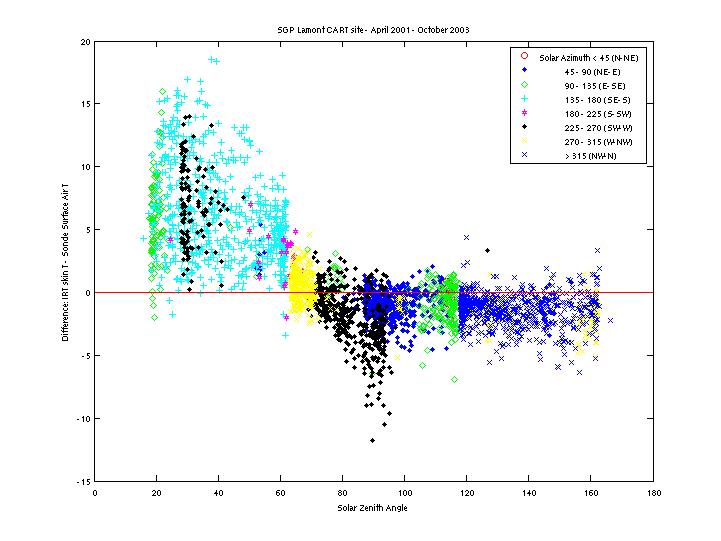 SGP Lamont CART site - April 2001 - October 2003
Solar Azimuth < 45 (N-NE)
45 - 90 (NE- E)
90 - 135 (E- SE)
135 - 180 (SE- S)
180 - 225 (S- SW)
225 - 270 (SW-W)
270 - 315 (W-NW)
> 315 (NW-N)
Difference: IRT skin T - Sonde Surface Air T
20
15
10
5
0
-5
-10
-15
0 20 40 60 80 100 120 140 160 180
Solar Zenith Angle